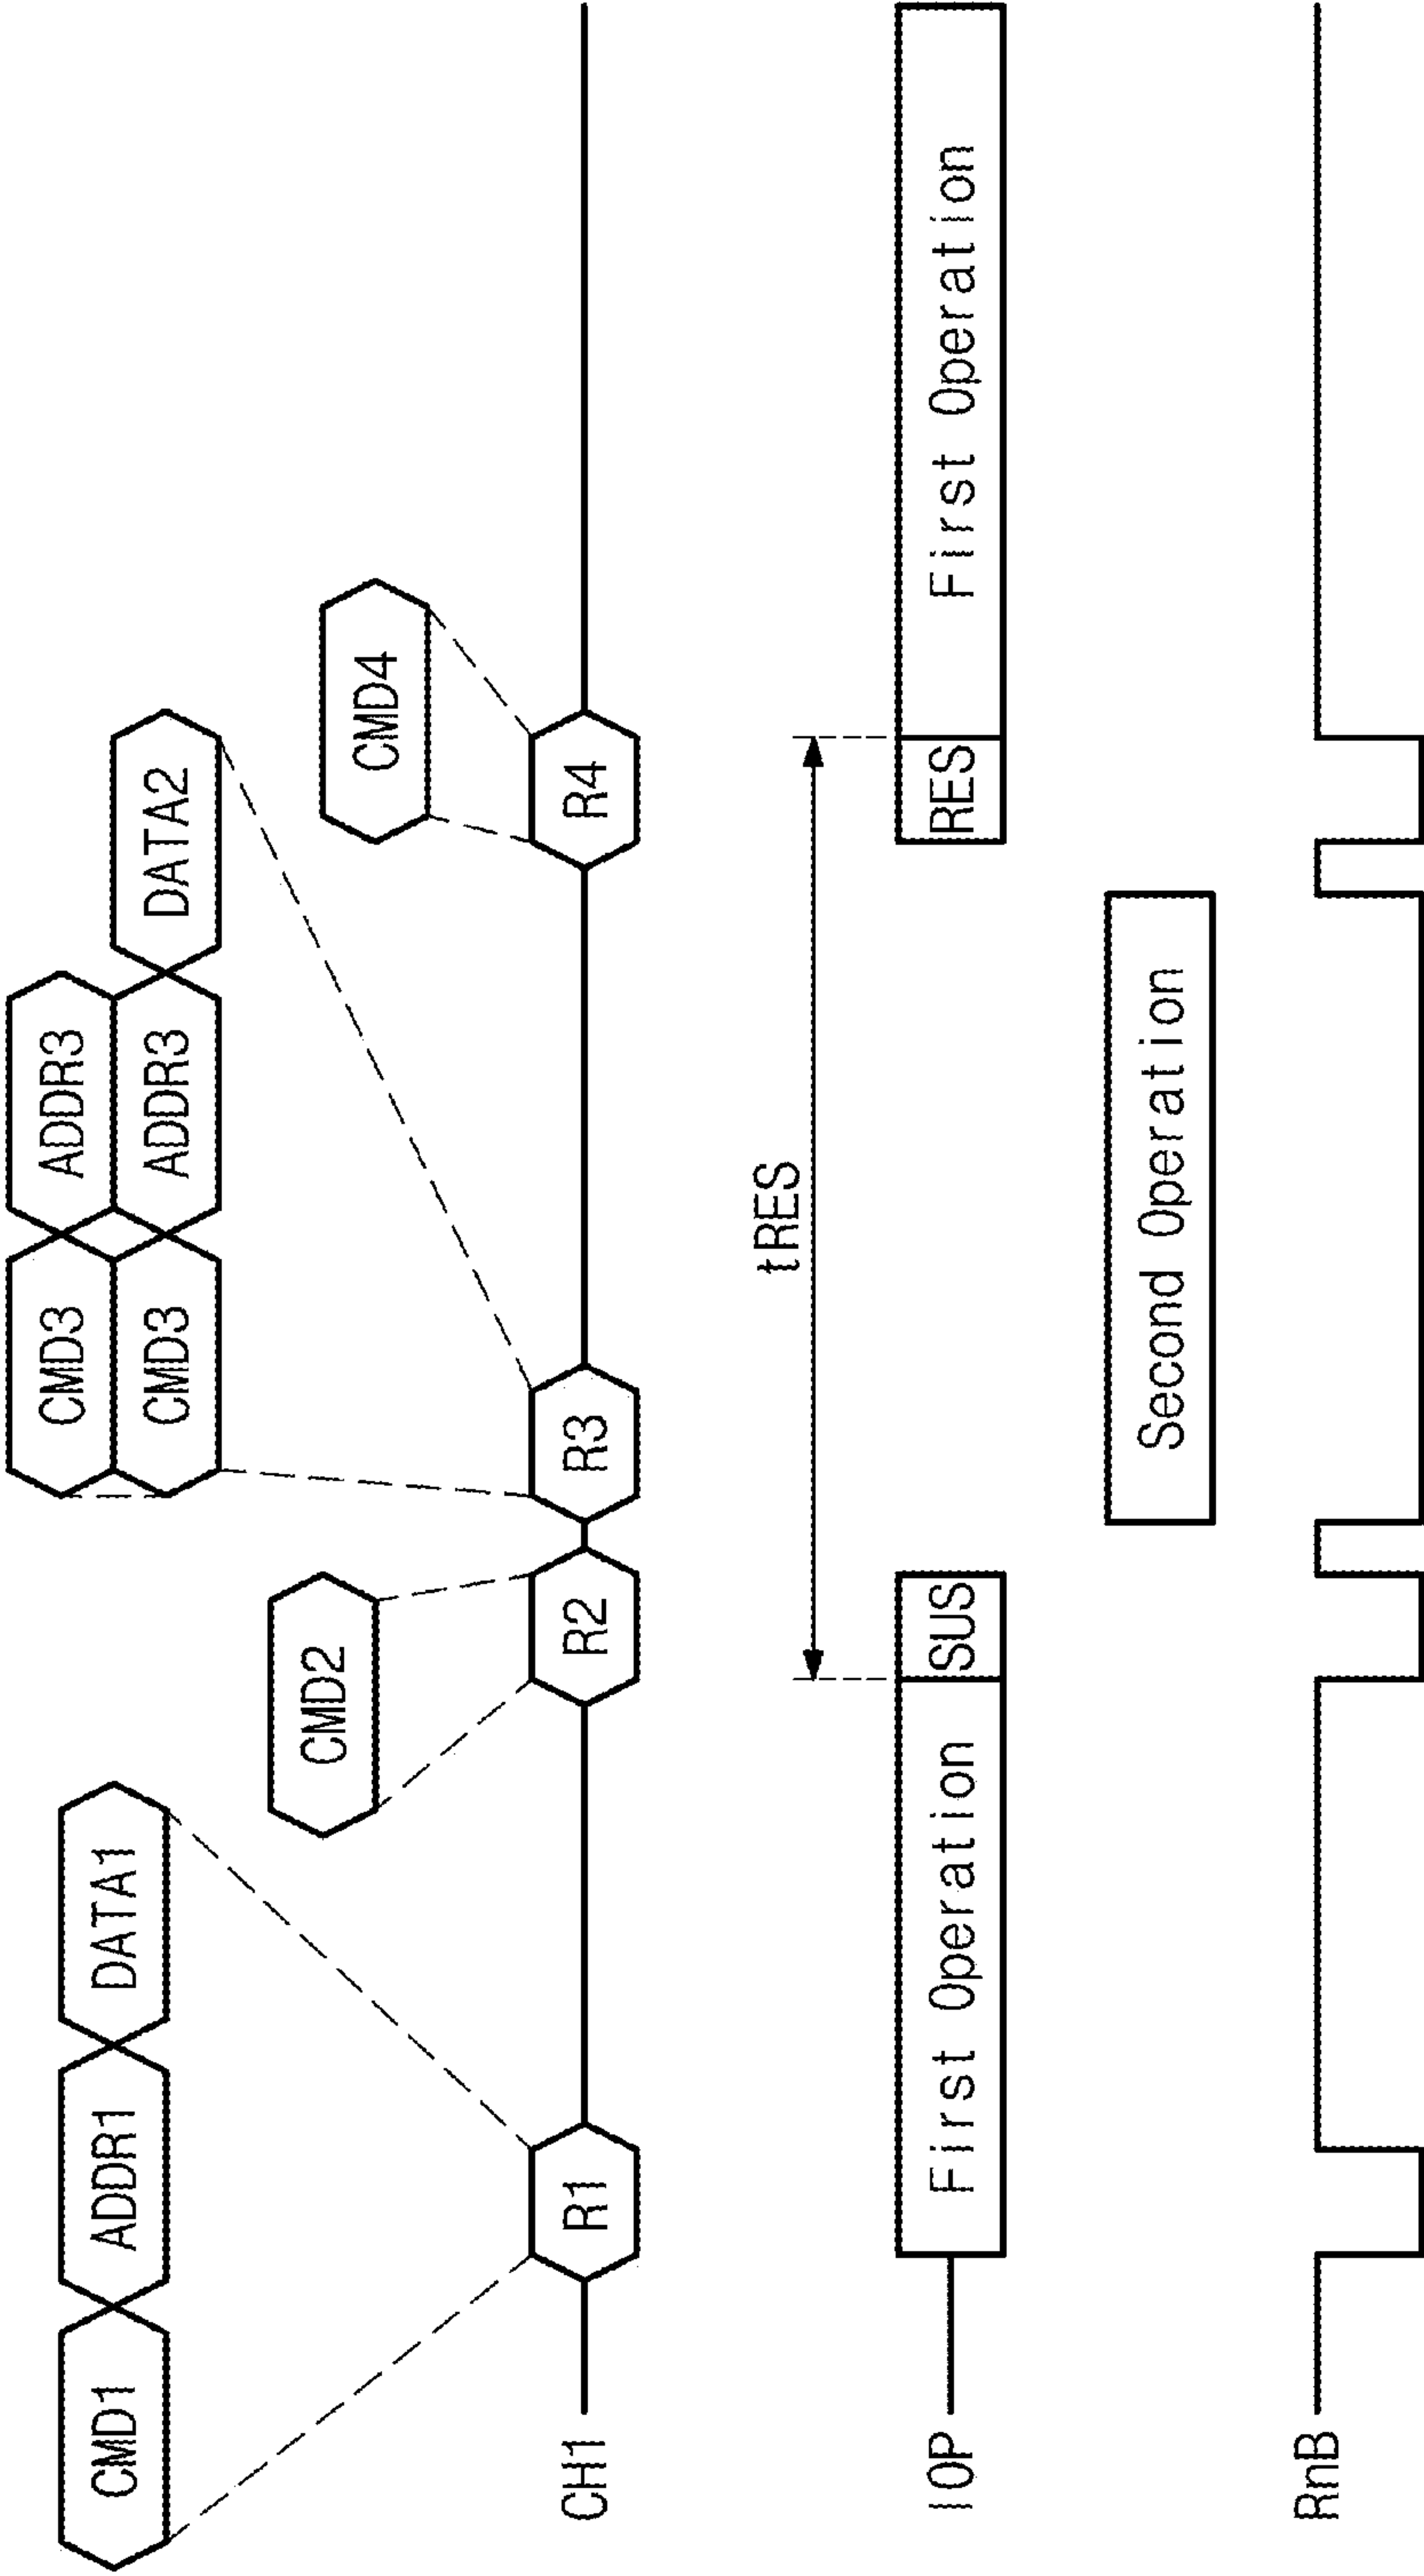 CMD3 ADDR3
CMD1 ADDR1 DATA1
CMD3 ADDR3 DATA2
CMD2
CMD4
CH1 R1 R2 R3 R4
tRES
IOP First Operation SUS RES First Operation
Second Operation
RnB